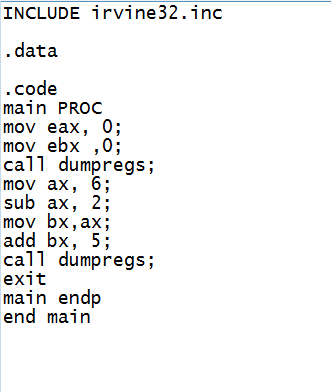 INCLUDE irvine32.inc
.data
.code
main PROC
mov eax, 0;
mov ebx ,0;
call dumpregs;
mov ax, 6;
sub ax, 2;
mov bx,ax;
add bx, 5;
call dumpregs;
exit
main endp
end main